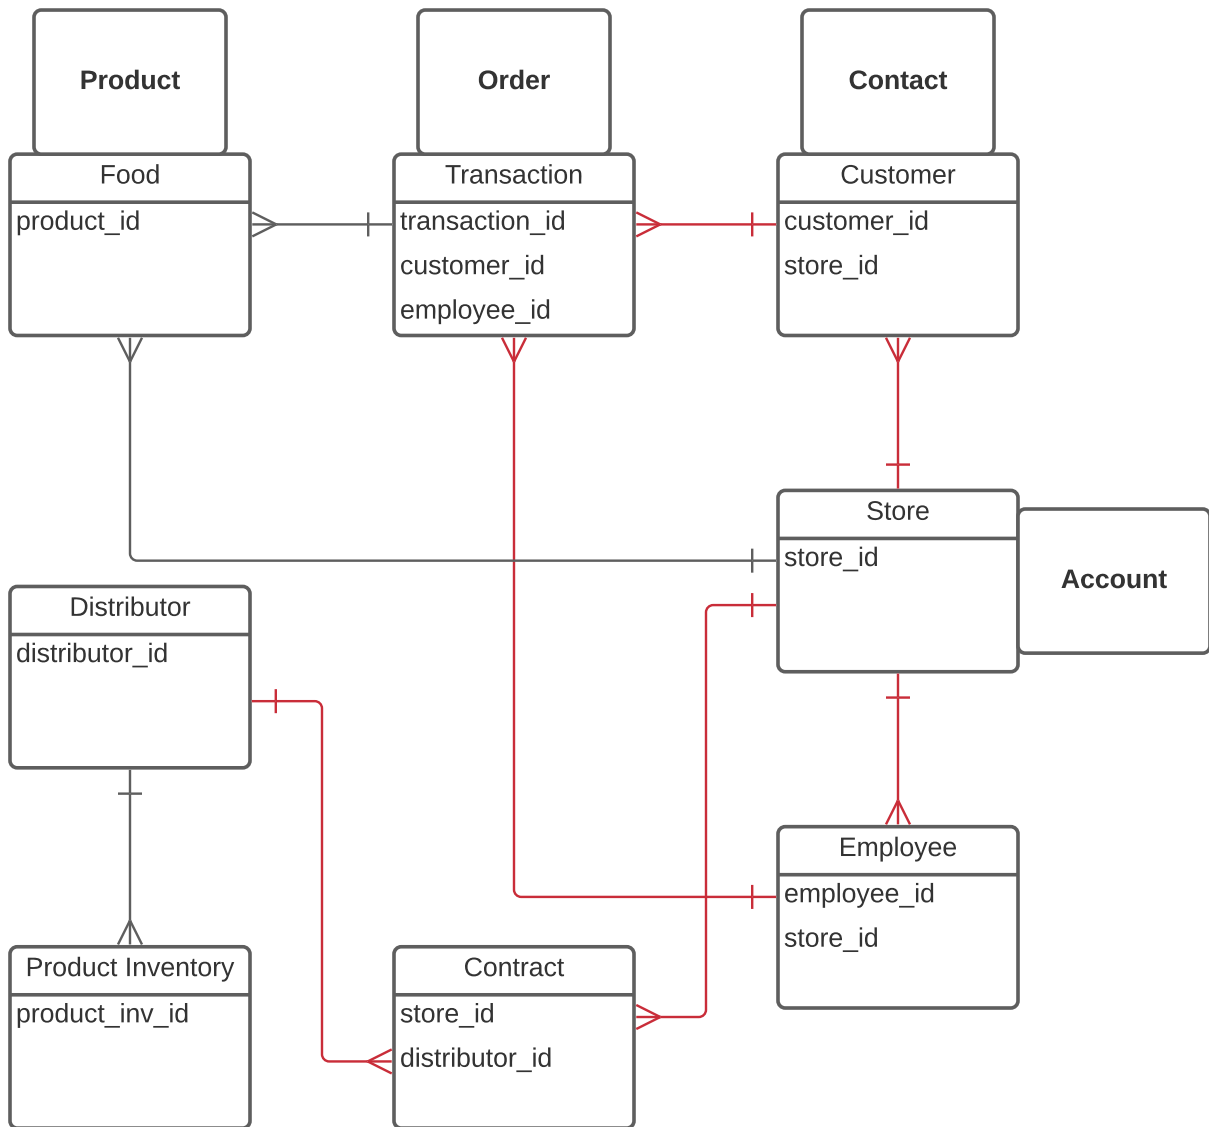 Product
Order
Contact
Food
product_id
Transaction
transaction_id
customer_id
employee_id
Customer
customer_id
store_id
Store
store_id
Account
Distributor
distributor_id
Employee
employee_id
store_id
Product Inventory
product_inv_id
Contract
store_id
distributor_id